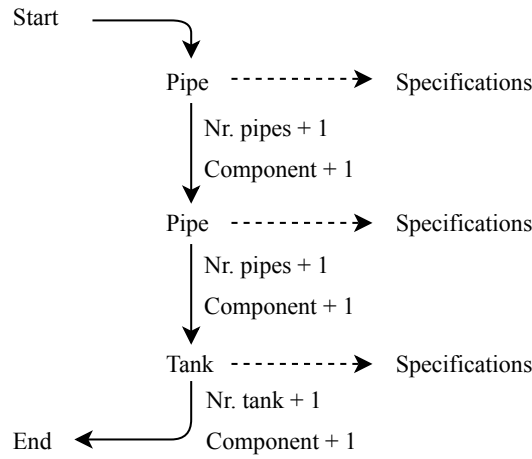 Start
Pipe
Specifications
Nr. pipes + 1
Component + 1
Pipe
Specifications
Nr. pipes + 1
Component + 1
Tank
Specifications
Nr. tank + 1
End
Component + 1